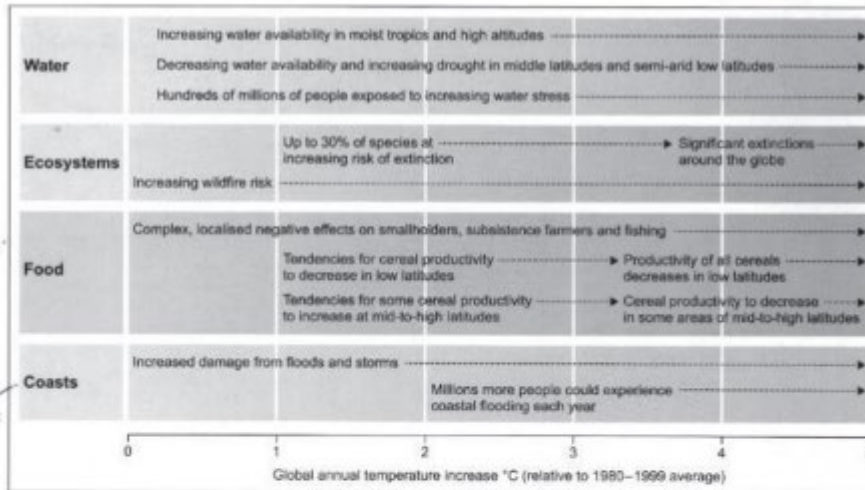 Water
Increasing water availability in moist tropics and high altitudes
Decreasing water availability and increasing drought in middle latitudes and semi-arid low latitudes
Hundreds of millions of people exposed to increasing water stress
Ecosystems
Up to 30% of species at
increasing risk of extinction
Significant extinctions
around the globe
Increasing wildfire risk
Food
Complex, localised negative effects on smallholders, subsistence farmers and fishing
Tendencies for cereal productivity
to decrease in low latitudes
Productivity of all cereals
decreases in low latitudes
Tendencies for some cereal productivity
to increase at mid-to-high latitudes
Cereal productivity to decrease
in some areas of mid-to-high latitudes
Coasts
Increased damage from floods and storms
Millions more people could experience
coastal flooding each year
0 1 2 3 4
Global annual temperature increase °C (relative to 1980–1999 average)